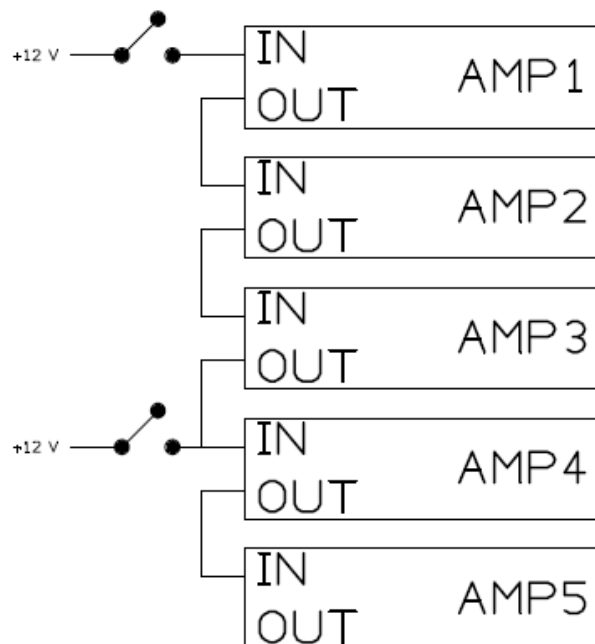 +12 V
IN
AMP1
OUT
IN
AMP2
OUT
IN
AMP3
OUT
+12 V
IN
AMP4
OUT
IN
AMP5
OUT